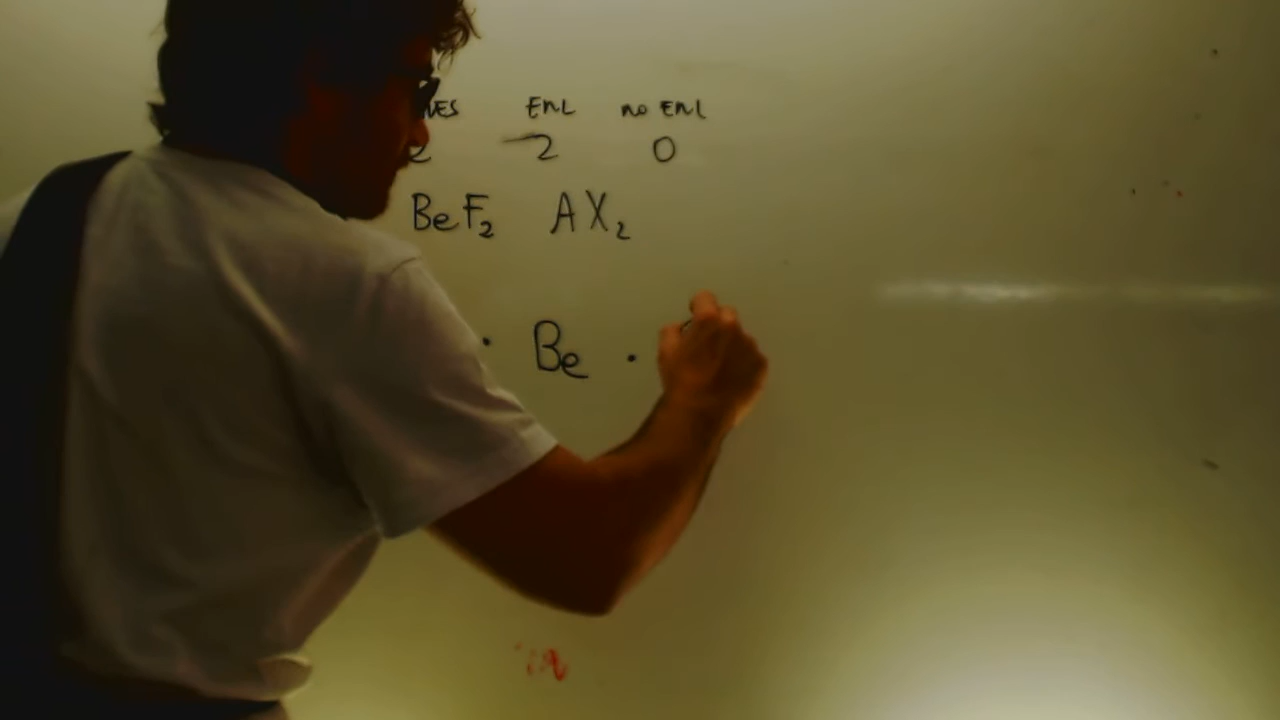 EnL no EnL
2 0
BeF₂ AX₂
· Be ·